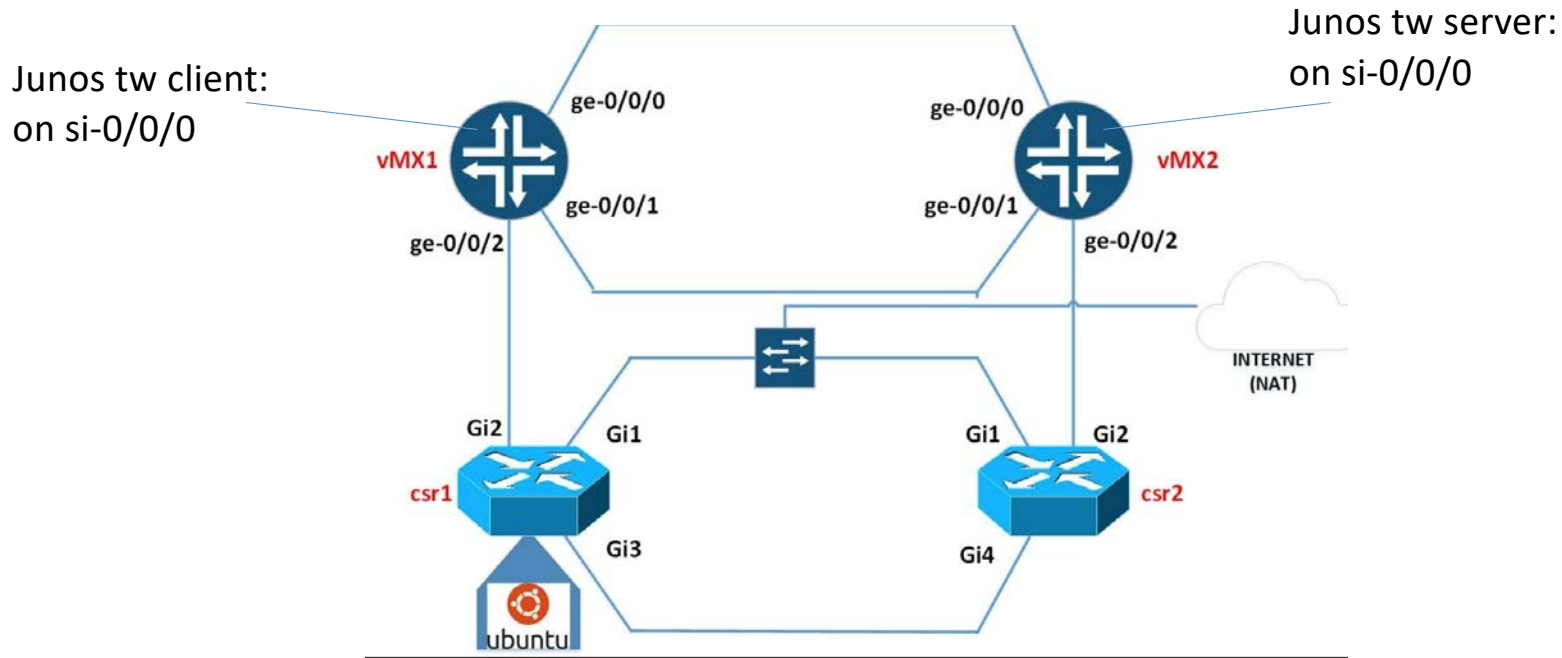 Junos tw server:
on si-0/0/0
Junos tw client:
on si-0/0/0
ge-0/0/0
ge-0/0/0
vMX1
vMX2
ge-0/0/1
ge-0/0/1
ge-0/0/2
ge-0/0/2
INTERNET
(NAT)
Gi2
Gi1
Gi1
Gi2
csr1
csr2
Gi3
Gi4
ubuntu